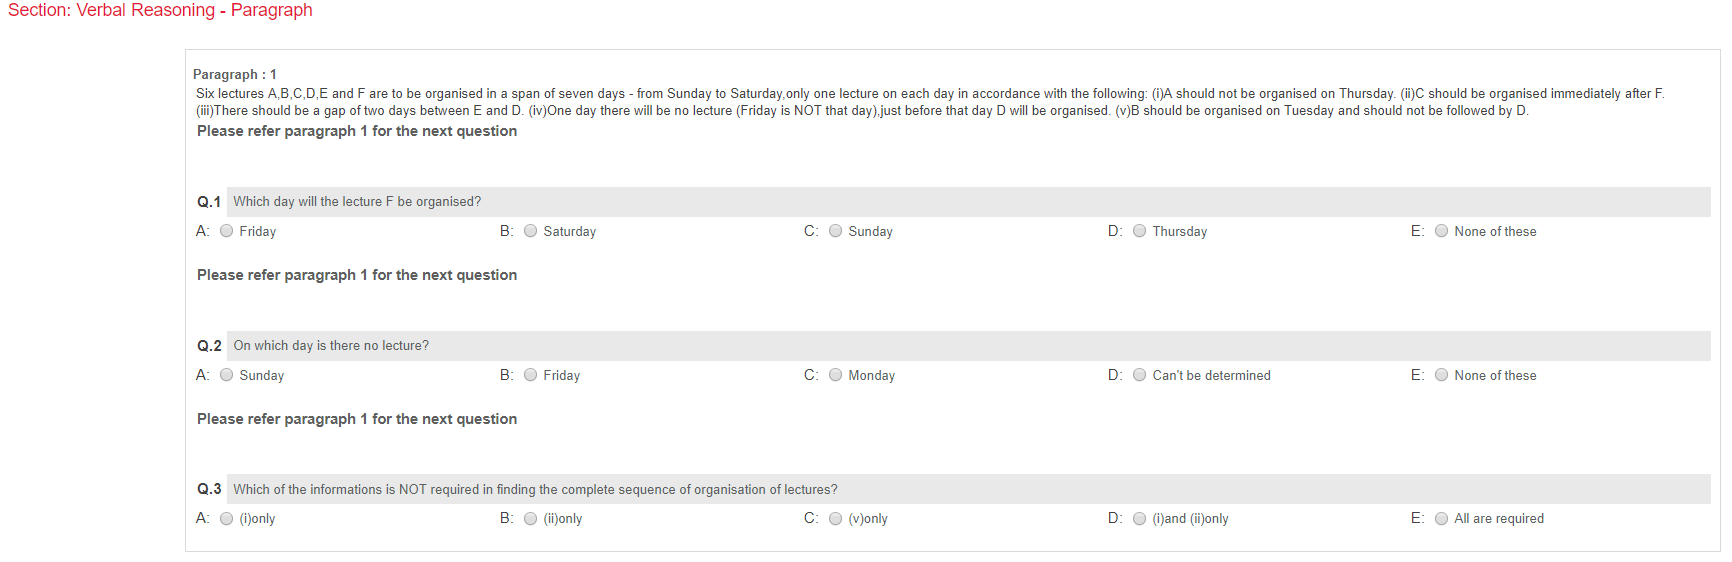 Section: Verbal Reasoning - Paragraph
Paragraph : 1
Six lectures A,B,C,D,E and F are to be organised in a span of seven days - from Sunday to Saturday,only one lecture on each day in accordance with the following: (i)A should not be organised on Thursday. (ii)C should be organised immediately after F.
(iii)There should be a gap of two days between E and D. (iv)One day there will be no lecture (Friday is NOT that day),just before that day D will be organised. (v)B should be organised on Tuesday and should not be followed by D.
Please refer paragraph 1 for the next question
Q.1 Which day will the lecture F be organised?
A: Friday B: Saturday C: Sunday D: Thursday E: None of these
Please refer paragraph 1 for the next question
Q.2 On which day is there no lecture?
A: Sunday B: Friday C: Monday D: Can't be determined E: None of these
Please refer paragraph 1 for the next question
Q.3 Which of the informations is NOT required in finding the complete sequence of organisation of lectures?
A: (i)only B: (ii)only C: (v)only D: (i)and (ii)only E: All are required